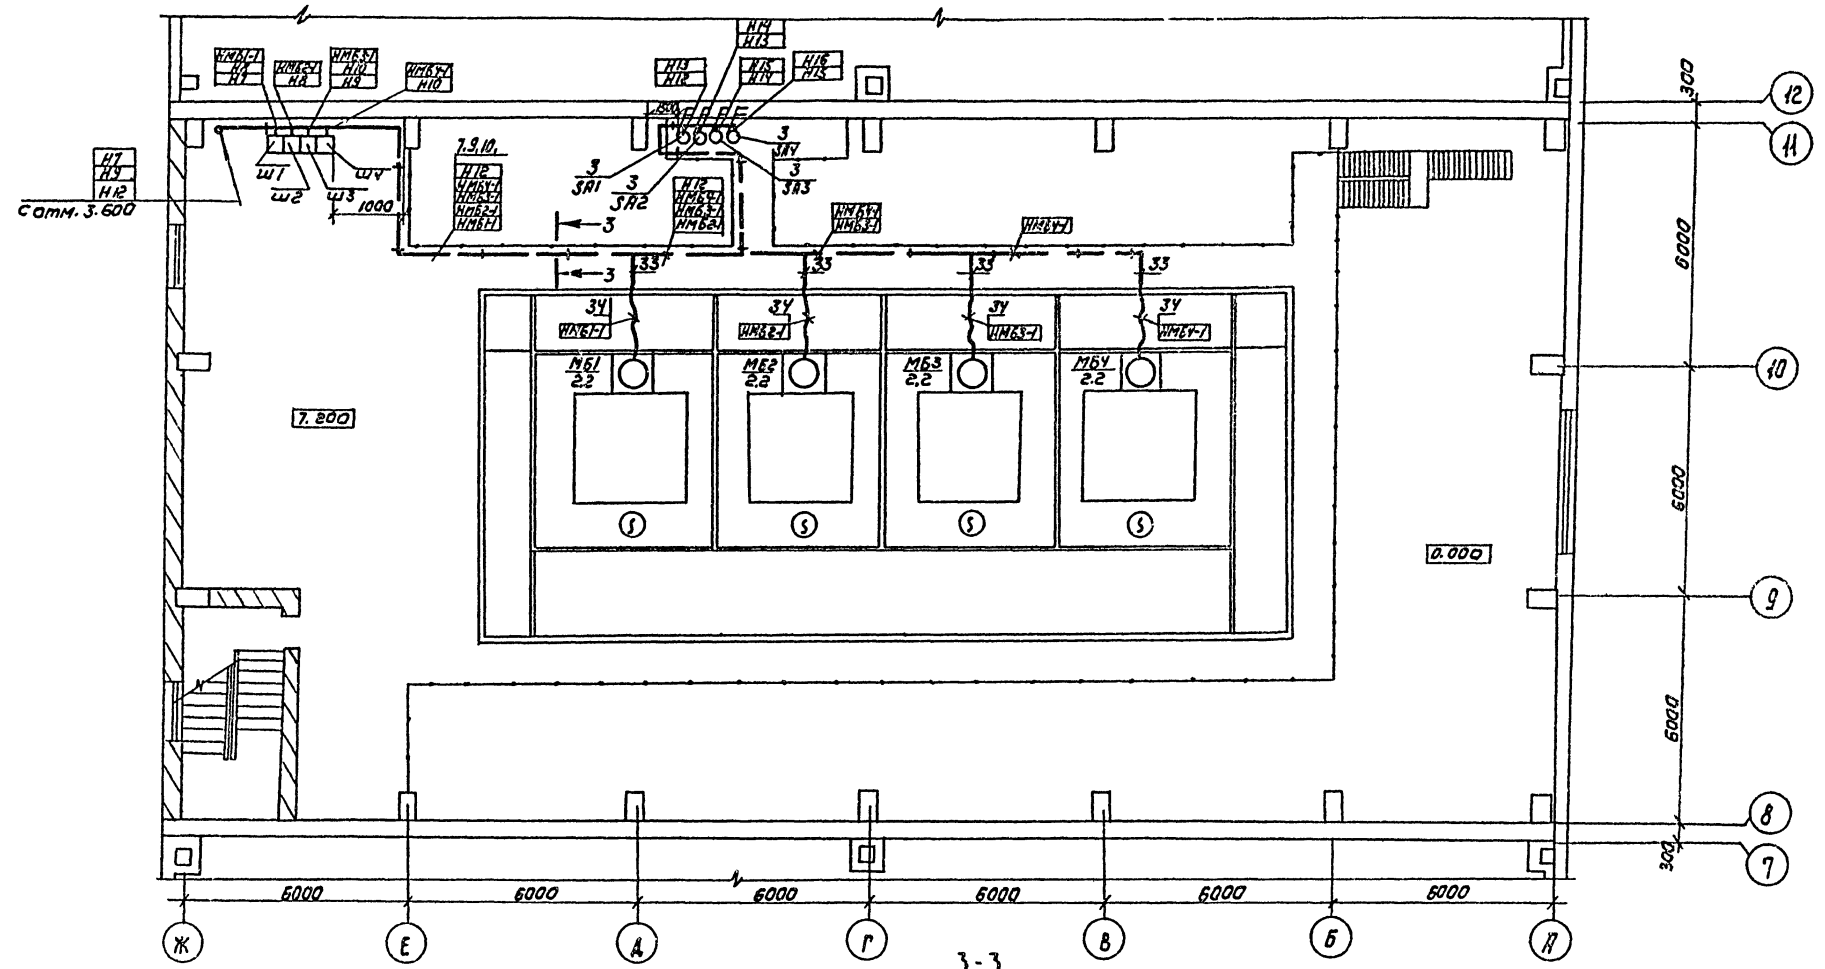 Н14
Н13
НМБ1-1
Н8
Н7
НМБ2-1
Н8
НМБ3-1
Н10
Н9
НМБ4-1
Н10
Н13
Н12
Н15
Н14
Н16
Н15
300
12
11
Ш1
Ш2
Ш3
Ш4
1000
Н7
Н9
Н12
с отм. 3.600
7.9,10,
Н12
НМБ4-1
НМБ3-1
НМБ2-1
НМБ1-1
3
SA1
3
SA2
3
SA4
3
SA3
Н12
НМБ4-1
НМБ3-1
НМБ2-1
НМБ4-1
НМБ3-1
НМБ4-1
3
3
33
33
33
33
6000
34
НМБ1-1
34
НМБ2-1
34
НМБ3-1
34
НМБ4-1
МБ1
2.2
МБ2
2.2
МБ3
2.2
МБ4
2.2
10
7.200
6000
S
S
S
S
0.000
9
6000
8
300
7
6000
6000
6000
6000
6000
6000
Ж
Е
Д
Г
В
Б
А
3-3